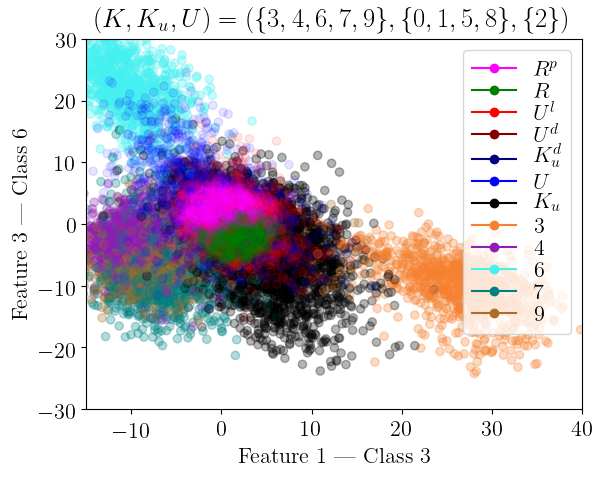 (K, K_u, U) = ({3, 4, 6, 7, 9}, {0, 1, 5, 8}, {2})
30
20
10
0
−10
−20
−30
Feature 3 — Class 6
R^p
R
U^l
U^d
K_u^d
U
K_u
3
4
6
7
9
−10
0
10
20
30
40
Feature 1 — Class 3